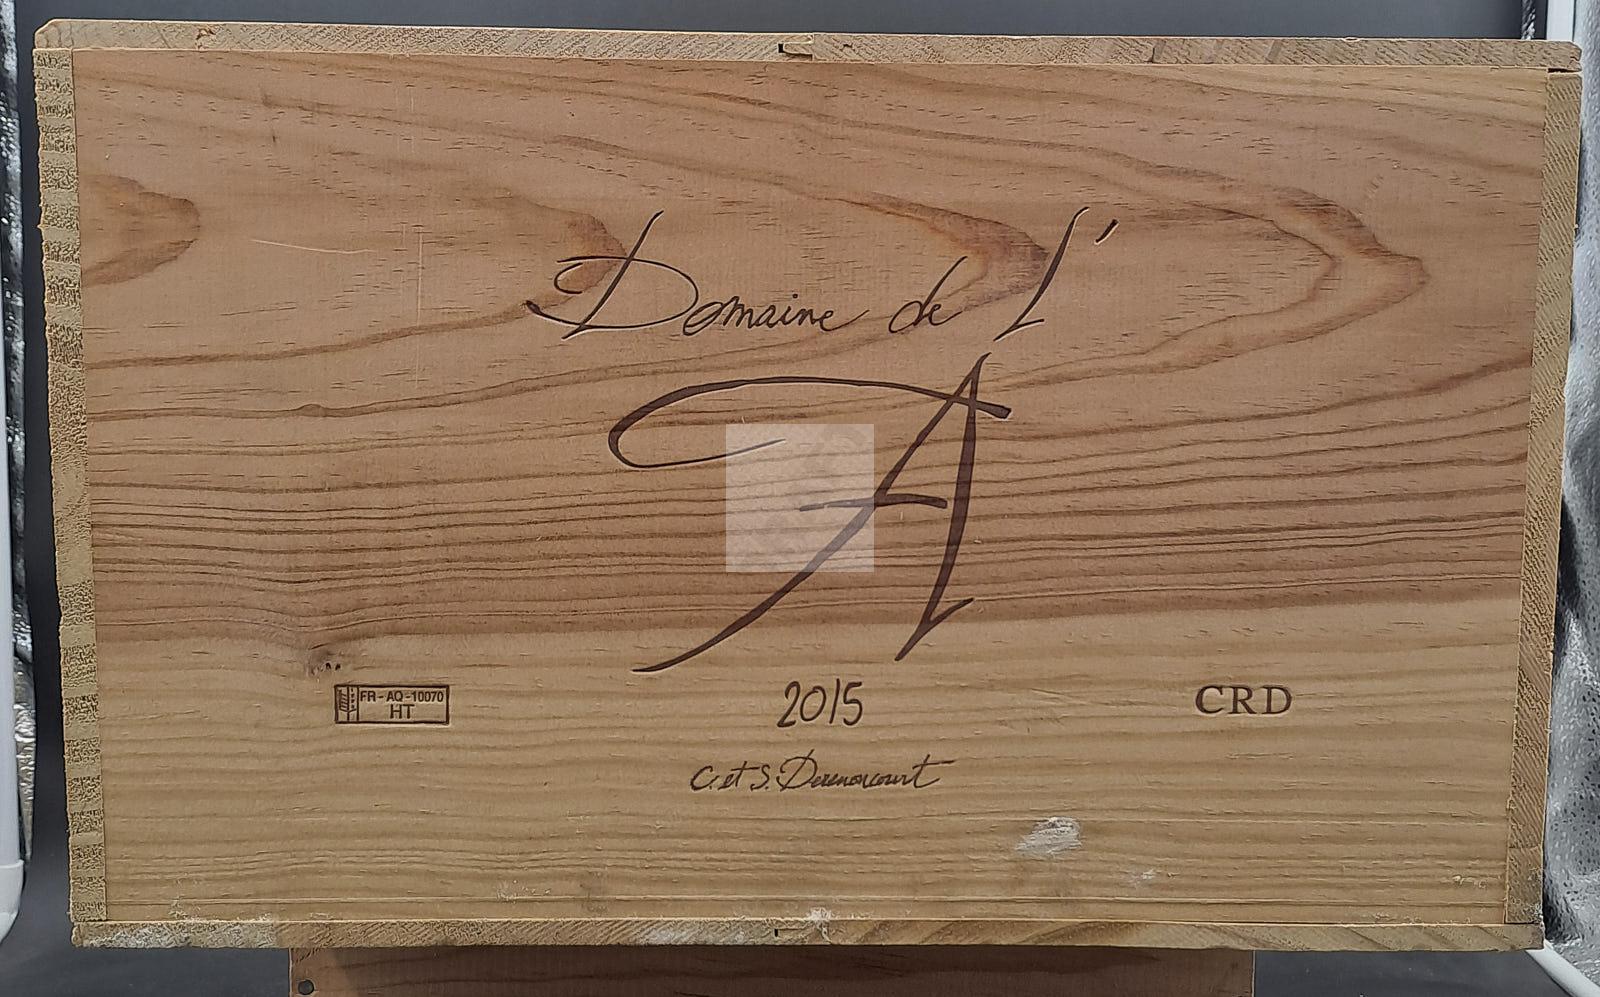 Domaine de L'
A
FR - AQ - 10070
HT
2015
CRD
C. et S. Derenoncourt